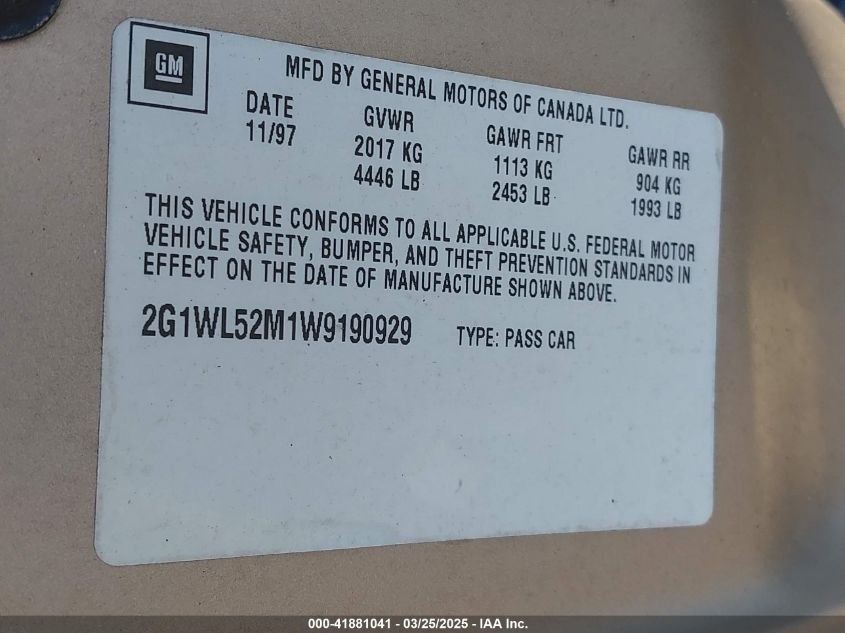 GM
MFD BY GENERAL MOTORS OF CANADA LTD.
DATE GVWR GAWR FRT GAWR RR
11/97 2017 KG 1113 KG 904 KG
4446 LB 2453 LB 1993 LB
THIS VEHICLE CONFORMS TO ALL APPLICABLE U.S. FEDERAL MOTOR
VEHICLE SAFETY, BUMPER, AND THEFT PREVENTION STANDARDS IN
EFFECT ON THE DATE OF MANUFACTURE SHOWN ABOVE.
2G1WL52M1W9190929 TYPE: PASS CAR
000-41881041 - 03/25/2025 - IAA Inc.